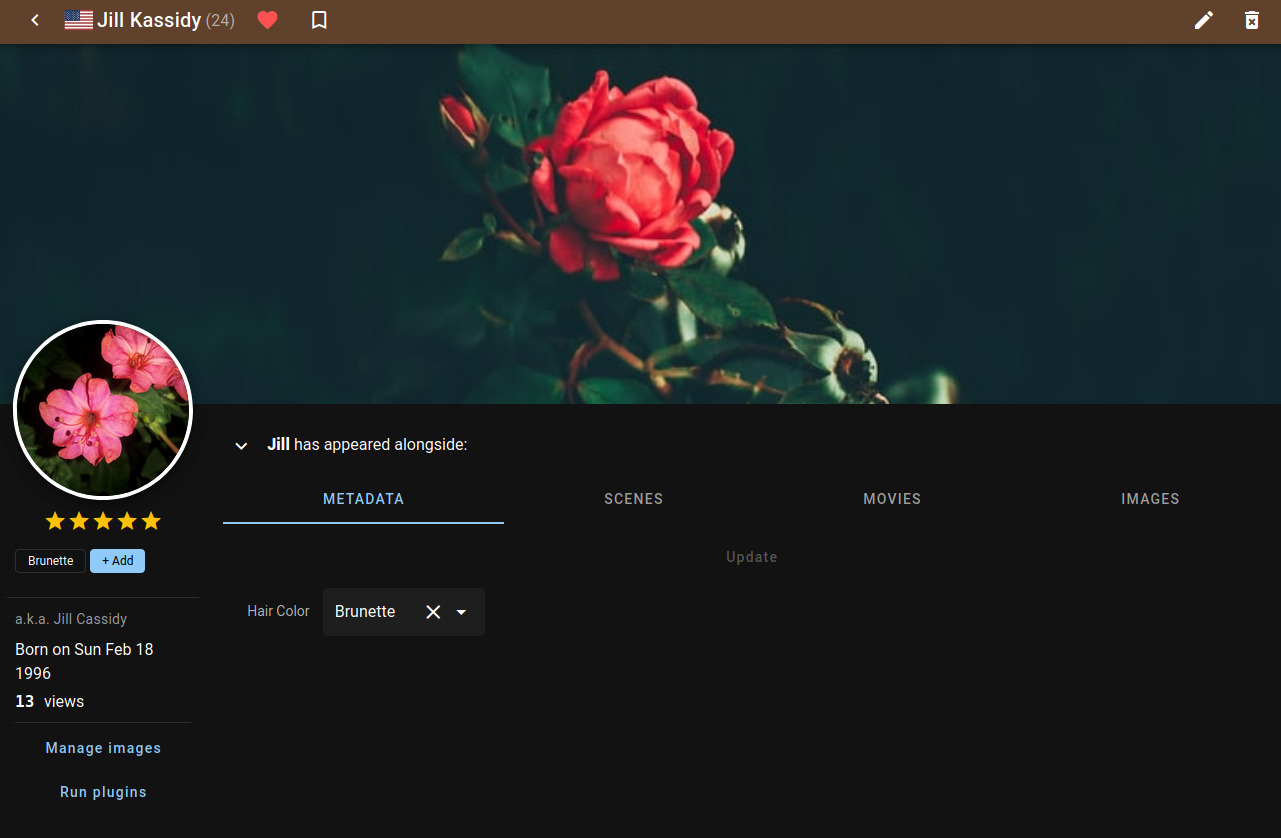 Jill Kassidy (24)
Jill has appeared alongside:
METADATA SCENES MOVIES IMAGES
Update
Hair Color Brunette
Brunette + Add
a.k.a. Jill Cassidy
Born on Sun Feb 18
1996
13 views
Manage images
Run plugins